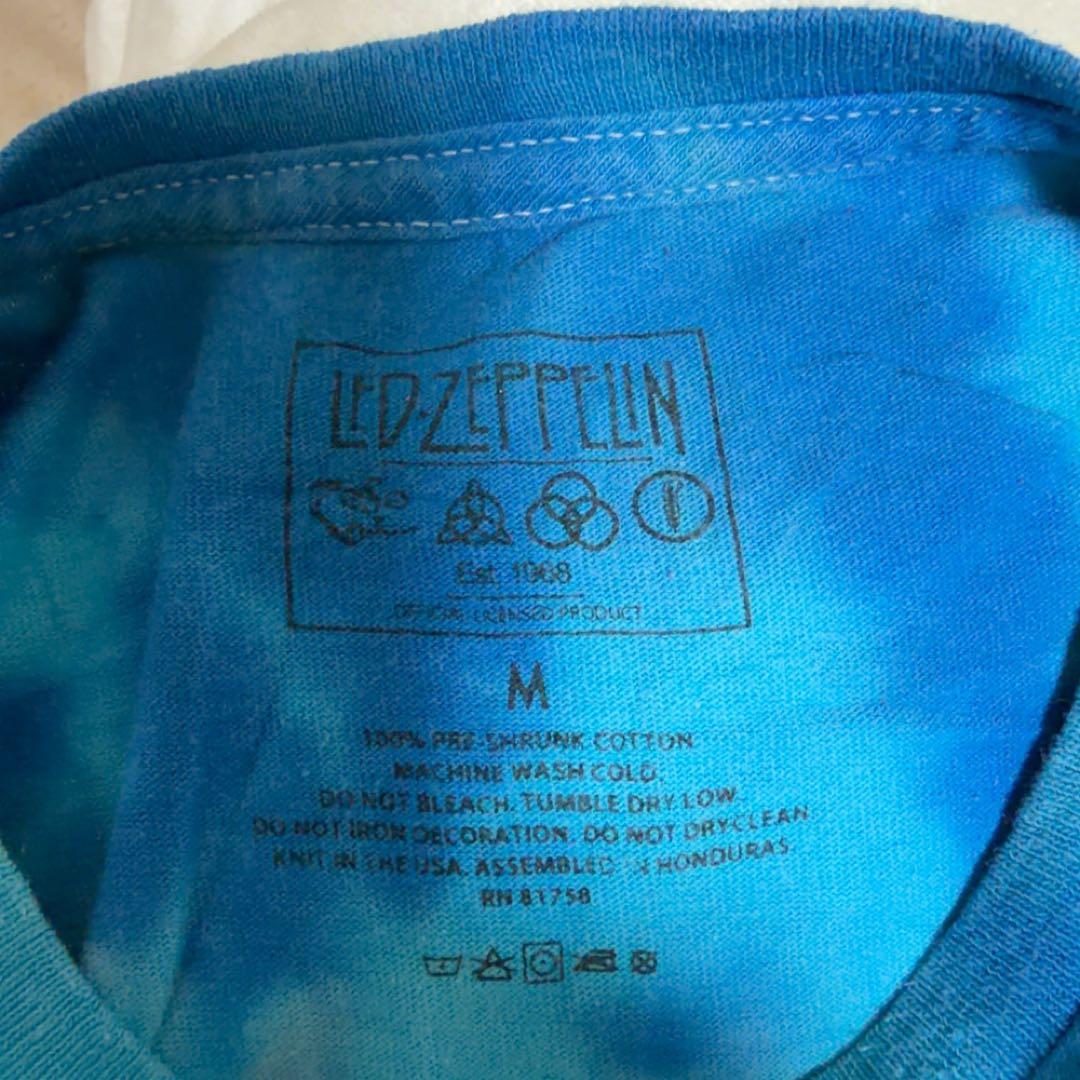 LED·ZEPPELIN
Est. 1968
OFFICIAL LICENSED PRODUCT
M
100% PRE-SHRUNK COTTON
MACHINE WASH COLD.
DO NOT BLEACH. TUMBLE DRY LOW.
DO NOT IRON DECORATION. DO NOT DRYCLEAN
KNIT IN THE USA. ASSEMBLED IN HONDURAS.
RN 81758